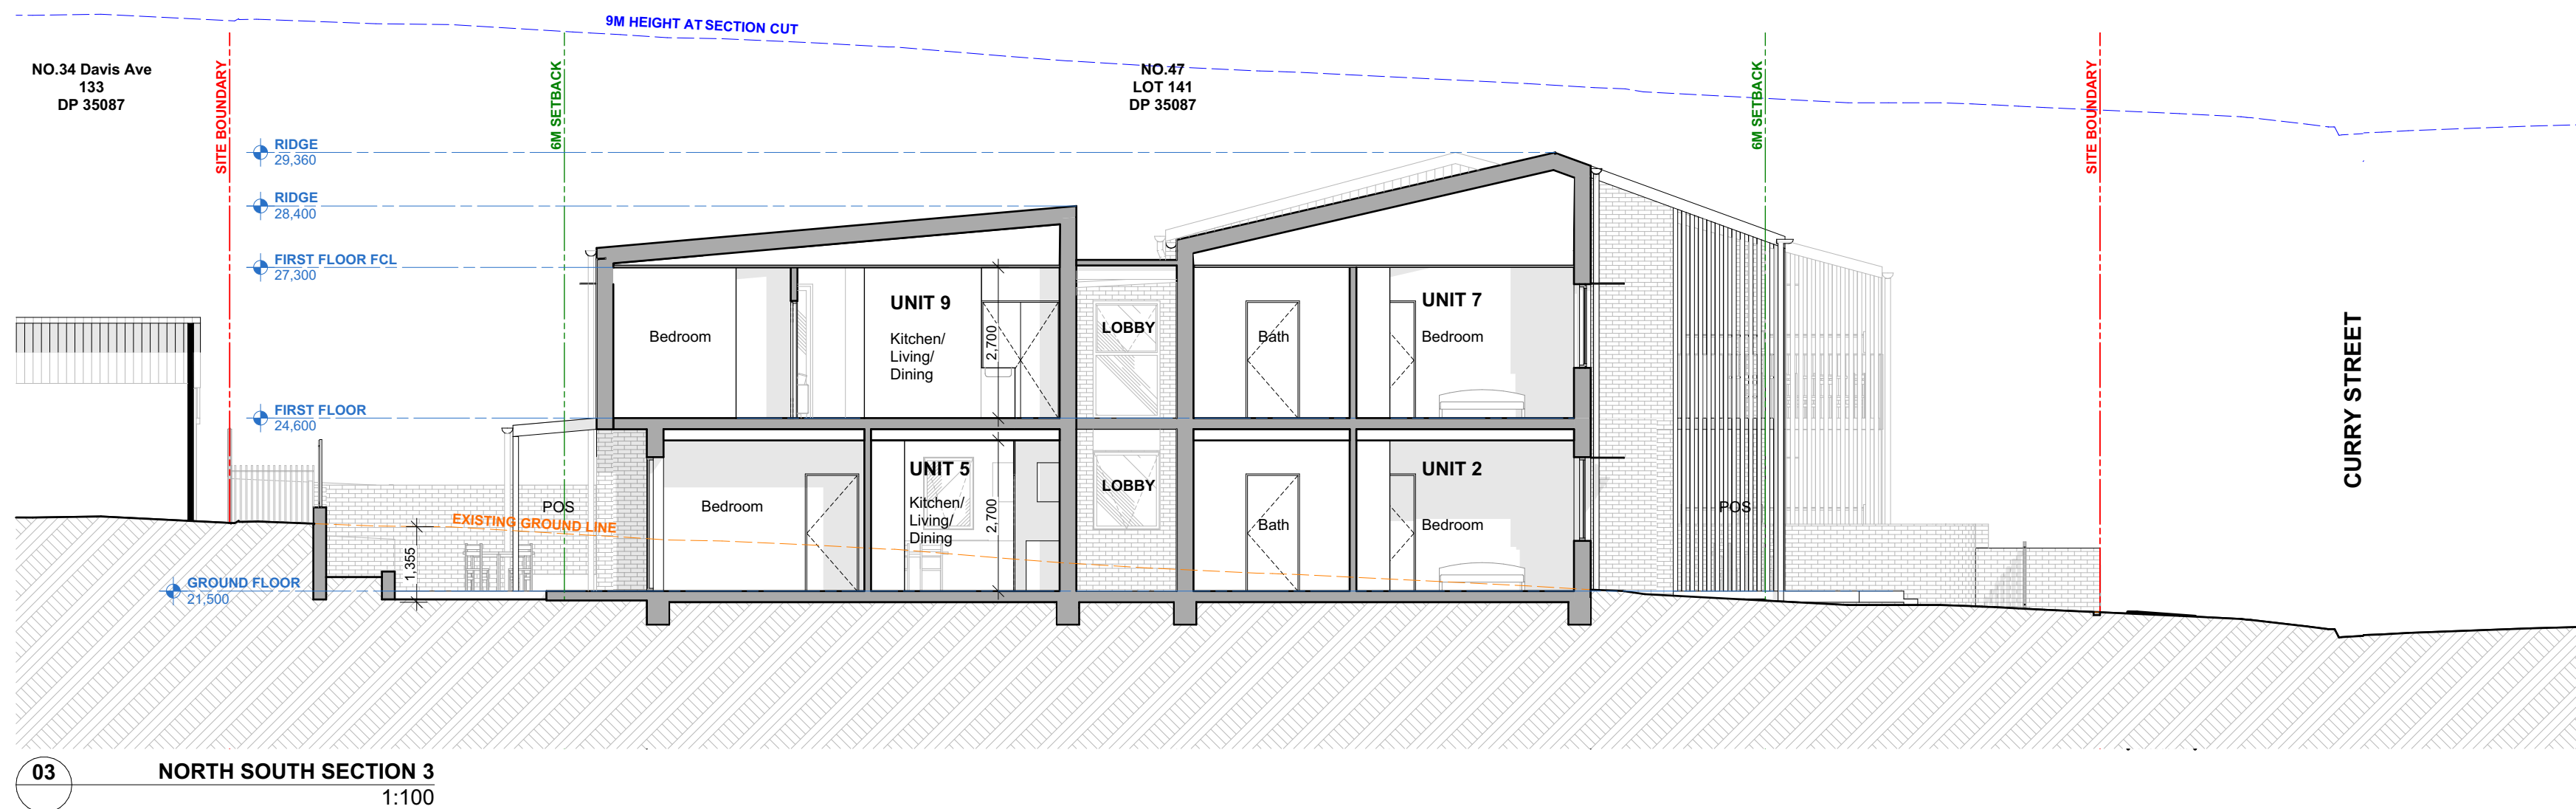 9M HEIGHT AT SECTION CUT
NO.34 Davis Ave
133
DP 35087
SITE BOUNDARY
6M SETBACK
NO.47
LOT 141
DP 35087
6M SETBACK
SITE BOUNDARY
RIDGE
29,360
RIDGE
28,400
FIRST FLOOR FCL
27,300
UNIT 9
Bedroom
Kitchen/
Living/
Dining
2,700
LOBBY
Bath
UNIT 7
Bedroom
CURRY STREET
FIRST FLOOR
24,600
UNIT 5
Bedroom
Kitchen/
Living/
Dining
2,700
LOBBY
Bath
UNIT 2
Bedroom
POS
POS
EXISTING GROUND LINE
1,355
GROUND FLOOR
21,500
03
NORTH SOUTH SECTION 3
1:100